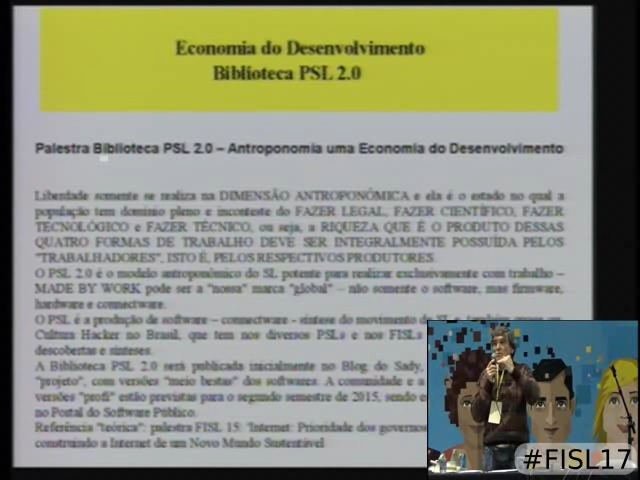 Economia do Desenvolvimento
Biblioteca PSL 2.0
Palestra Biblioteca PSL 2.0 – Antroponomia uma Economia do Desenvolvimento
Liberdade somente se realiza na DIMENSÃO ANTROPONÔMICA e ela é o estado no qual a
população tem domínio pleno e inconteste do FAZER LEGAL, FAZER CIENTÍFICO, FAZER
TECNOLÓGICO e FAZER TÉCNICO, ou seja, a RIQUEZA QUE É O PRODUTO DESSAS
QUATRO FORMAS DE TRABALHO DEVE SER INTEGRALMENTE POSSUÍDA PELOS
"TRABALHADORES", ISTO É, PELOS RESPECTIVOS PRODUTORES.
O PSL 2.0 é o modelo antroponômico do SL potente para realizar exclusivamente com trabalho –
MADE BY WORK pode ser a "nossa" marca "global" – não somente o software, mas firmware,
hardware e connectware.
O PSL é a produção de software – connectware - síntese do movimento do
Cultura Hacker no Brasil, que tem nos diversos PSLs e nos FISLs
descobertas e sínteses.
A Biblioteca PSL 2.0 será publicada inicialmente no Blog do Sady,
"projeto", com versões "meio bestas" dos softwares. A comunidade e a
versões "profi" estão previstas para o segundo semestre de 2015, sendo
no Portal do Software Público.
Referência "teórica": palestra FISL 15: "Internet: Prioridade dos governos
construindo a Internet de um Novo Mundo Sustentável
#FISL17